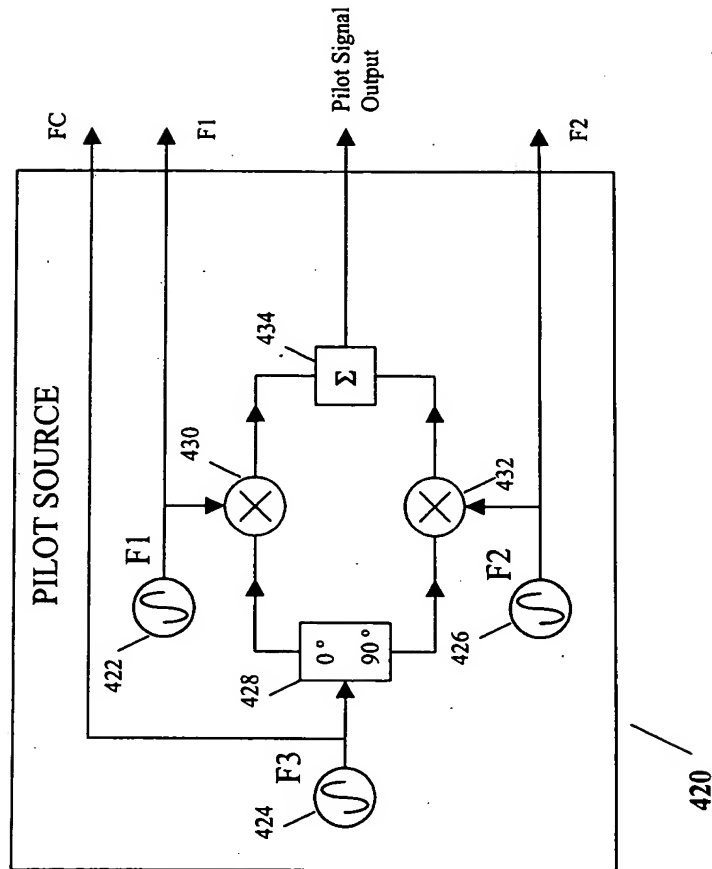 PILOT SOURCE
FC
F1
422
F1
430
434
Pilot Signal
Output
F3
424
428
0°
90°
Σ
432
F2
426
F2
420